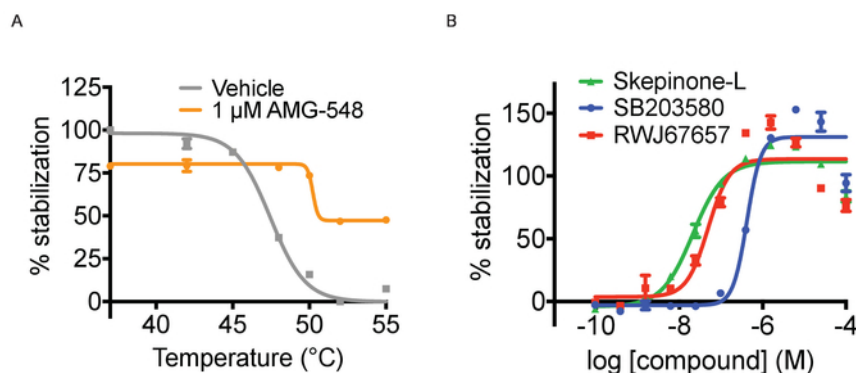 A
B
% stabilization
125
100
75
50
25
0
Vehicle
1 µM AMG-548
40
45
50
55
Temperature (°C)
% stabilization
150
100
50
0
Skepinone-L
SB203580
RWJ67657
-10
-8
-6
-4
log [compound] (M)